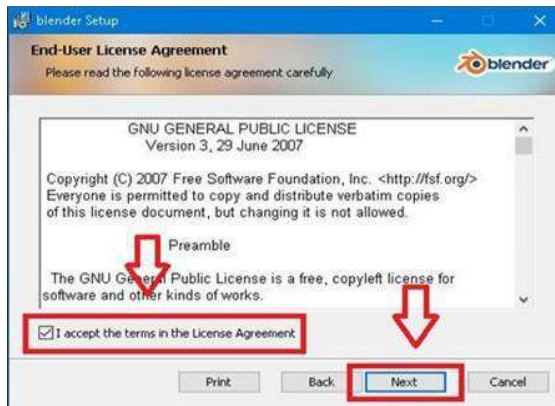 blender Setup
End-User License Agreement
Please read the following license agreement carefully
blender
GNU GENERAL PUBLIC LICENSE
Version 3, 29 June 2007
Copyright (C) 2007 Free Software Foundation, Inc. <http://fsf.org/>
Everyone is permitted to copy and distribute verbatim copies
of this license document, but changing it is not allowed.
Preamble
The GNU General Public License is a free, copyleft license for
software and other kinds of works.
I accept the terms in the License Agreement
Print Back Next Cancel